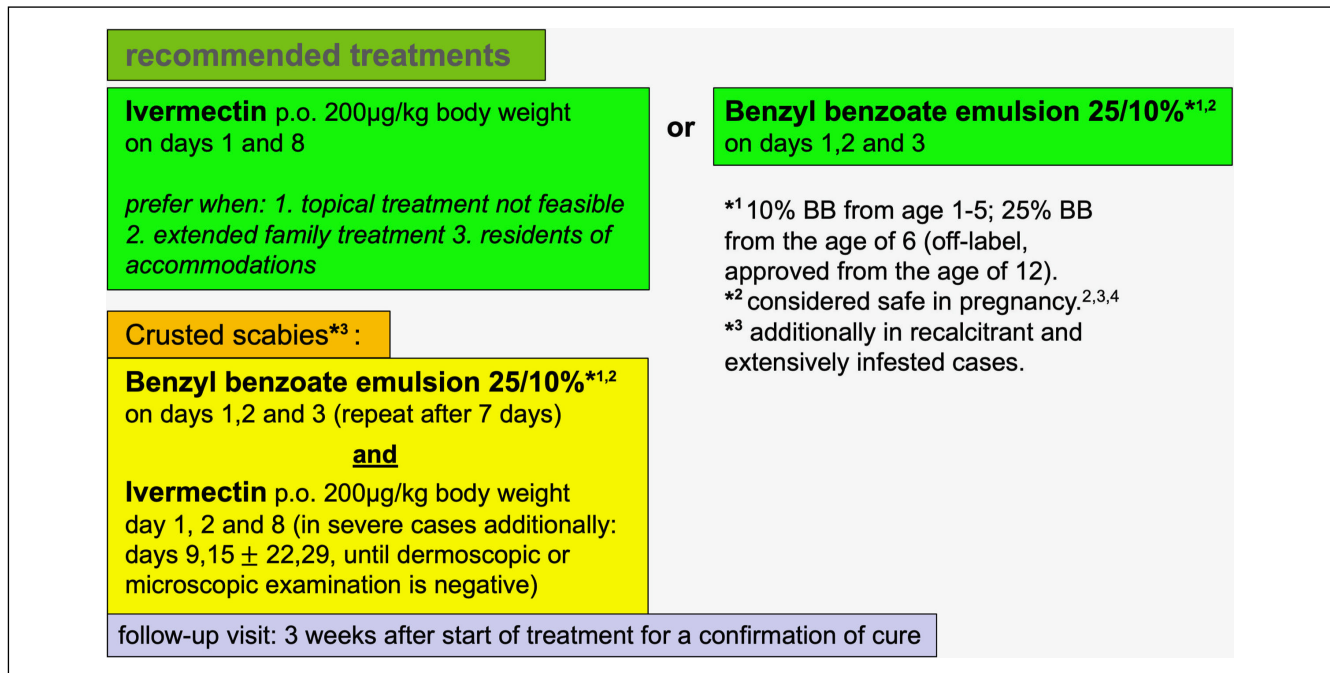 recommended treatments
Ivermectin p.o. 200µg/kg body weight
on days 1 and 8
prefer when: 1. topical treatment not feasible
2. extended family treatment 3. residents of
accommodations
or
Benzyl benzoate emulsion 25/10%*1,2
on days 1,2 and 3
*1 10% BB from age 1-5; 25% BB
from the age of 6 (off-label,
approved from the age of 12).
*2 considered safe in pregnancy.2,3,4
*3 additionally in recalcitrant and
extensively infested cases.
Crusted scabies*3 :
Benzyl benzoate emulsion 25/10%*1,2
on days 1,2 and 3 (repeat after 7 days)
and
Ivermectin p.o. 200µg/kg body weight
day 1, 2 and 8 (in severe cases additionally:
days 9,15 ± 22,29, until dermoscopic or
microscopic examination is negative)
follow-up visit: 3 weeks after start of treatment for a confirmation of cure